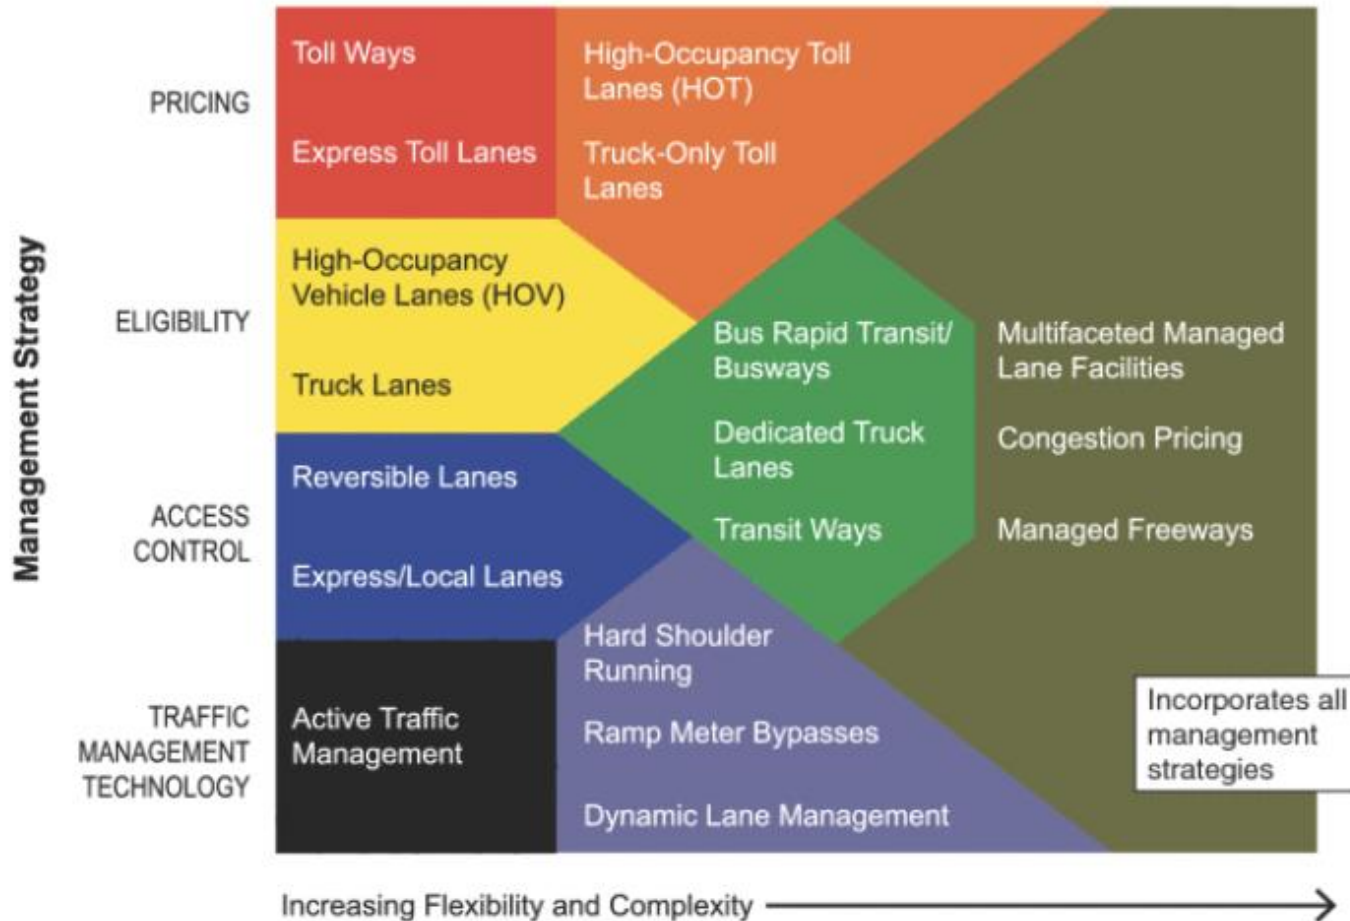 Management Strategy
PRICING
Toll Ways
Express Toll Lanes
High-Occupancy Toll
Lanes (HOT)
Truck-Only Toll
Lanes
ELIGIBILITY
High-Occupancy
Vehicle Lanes (HOV)
Truck Lanes
Bus Rapid Transit/
Busways
Dedicated Truck
Lanes
Transit Ways
Multifaceted Managed
Lane Facilities
Congestion Pricing
Managed Freeways
ACCESS
CONTROL
Reversible Lanes
Express/Local Lanes
TRAFFIC
MANAGEMENT
TECHNOLOGY
Active Traffic
Management
Hard Shoulder
Running
Ramp Meter Bypasses
Dynamic Lane Management
Incorporates all
management
strategies
Increasing Flexibility and Complexity